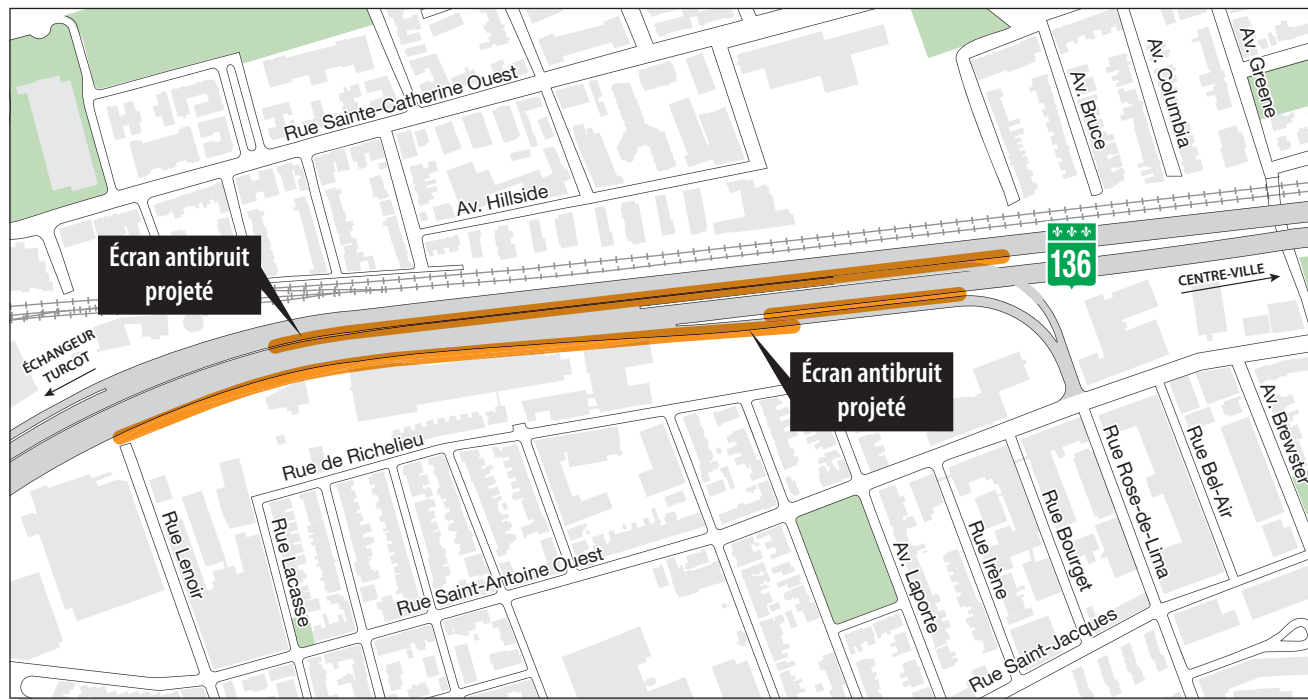 Rue Sainte-Catherine Ouest
Av. Hillside
Av. Bruce
Av. Columbia
Av. Greene
Écran antibruit
projeté
136
CENTRE-VILLE
ÉCHANGEUR
TURCOT
Écran antibruit
projeté
Rue de Richelieu
Rue Lenoir
Rue Lacasse
Rue Saint-Antoine Ouest
Av. Laporte
Rue Irène
Rue Bourget
Rue Rose-de-Lima
Rue Bel-Air
Av. Brewster
Rue Saint-Jacques